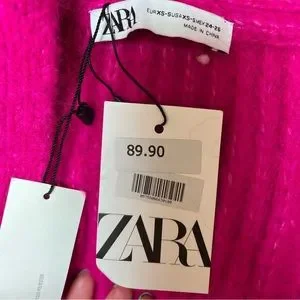 ZARA
EUR XS-S USA XS-S MEX 24-26
MADE IN CHINA
89.90
ZARA